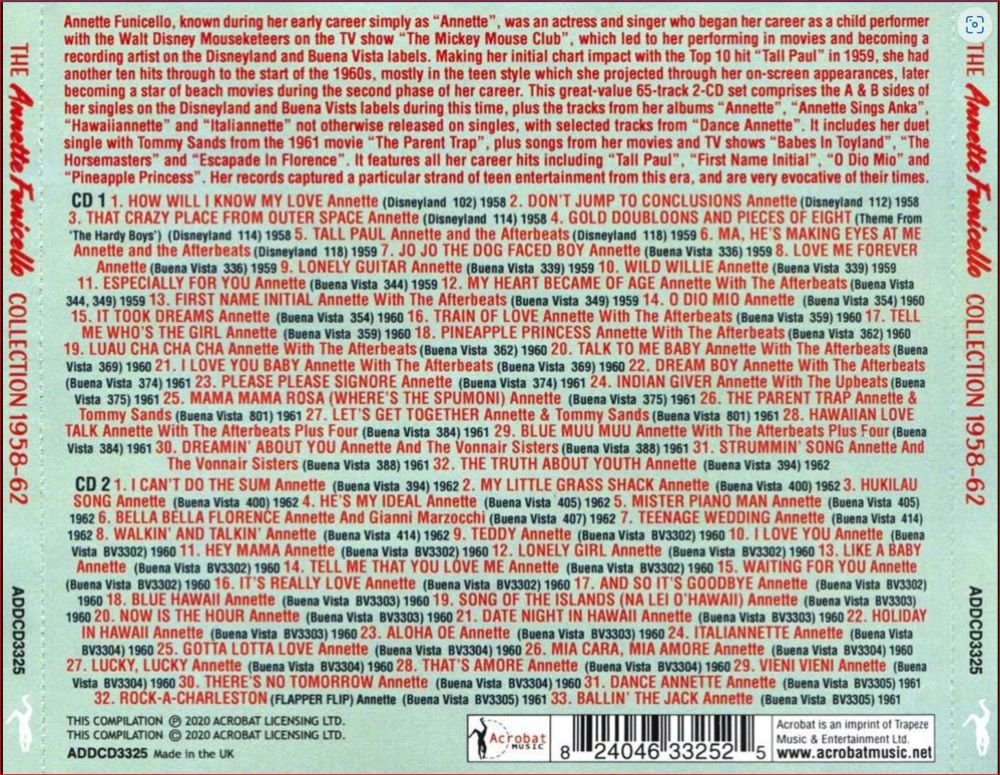 Annette Funicello, known during her early career simply as “Annette”, was an actress and singer who began her career as a child performer
with the Walt Disney Mouseketeers on the TV show “The Mickey Mouse Club”, which led to her performing in movies and becoming a
recording artist on the Disneyland and Buena Vista labels. Making her initial chart impact with the Top 10 hit “Tall Paul” in 1959, she had
another ten hits through to the start of the 1960s, mostly in the teen style which she projected through her on-screen appearances, later
becoming a star of beach movies during the second phase of her career. This great-value 65-track 2-CD set comprises the A & B sides of
her singles on the Disneyland and Buena Vists labels during this time, plus the tracks from her albums “Annette”, “Annette Sings Anka”,
“Hawaiiannette” and “Italiannette” not otherwise released on singles, with selected tracks from “Dance Annette”. It includes her duet
single with Tommy Sands from the 1961 movie “The Parent Trap”, plus songs from her movies and TV shows “Babes In Toyland”, “The
Horsemasters” and “Escapade In Florence”. It features all her career hits including “Tall Paul”, “First Name Initial”, “O Dio Mio” and
“Pineapple Princess”. Her records captured a particular strand of teen entertainment from this era, and are very evocative of their times.
CD 1 1. HOW WILL I KNOW MY LOVE Annette (Disneyland 102) 1958 2. DON'T JUMP TO CONCLUSIONS Annette (Disneyland 112) 1958
3. THAT CRAZY PLACE FROM OUTER SPACE Annette (Disneyland 114) 1958 4. GOLD DOUBLOONS AND PIECES OF EIGHT (Theme From
'The Hardy Boys') (Disneyland 114) 1958 5. TALL PAUL Annette and the Afterbeats (Disneyland 118) 1959 6. MA, HE'S MAKING EYES AT ME
Annette and the Afterbeats (Disneyland 118) 1959 7. JO JO THE DOG FACED BOY Annette (Buena Vista 336) 1959 8. LOVE ME FOREVER
Annette (Buena Vista 336) 1959 9. LONELY GUITAR Annette (Buena Vista 339) 1959 10. WILD WILLIE Annette (Buena Vista 339) 1959
11. ESPECIALLY FOR YOU Annette (Buena Vista 344) 1959 12. MY HEART BECAME OF AGE Annette With The Afterbeats (Buena Vista
344, 349) 1959 13. FIRST NAME INITIAL Annette With The Afterbeats (Buena Vista 349) 1959 14. O DIO MIO Annette (Buena Vista 354) 1960
15. IT TOOK DREAMS Annette (Buena Vista 354) 1960 16. TRAIN OF LOVE Annette With The Afterbeats (Buena Vista 359) 1960 17. TELL
ME WHO'S THE GIRL Annette (Buena Vista 359) 1960 18. PINEAPPLE PRINCESS Annette With The Afterbeats (Buena Vista 362) 1960
19. LUAU CHA CHA CHA Annette With The Afterbeats (Buena Vista 362) 1960 20. TALK TO ME BABY Annette With The Afterbeats (Buena
Vista 369) 1960 21. I LOVE YOU BABY Annette With The Afterbeats (Buena Vista 369) 1960 22. DREAM BOY Annette With The Afterbeats
(Buena Vista 374) 1961 23. PLEASE PLEASE SIGNORE Annette (Buena Vista 374) 1961 24. INDIAN GIVER Annette With The Upbeats (Buena
Vista 375) 1961 25. MAMA MAMA ROSA (WHERE'S THE SPUMONI) Annette (Buena Vista 375) 1961 26. THE PARENT TRAP Annette &
Tommy Sands (Buena Vista 801) 1961 27. LET'S GET TOGETHER Annette & Tommy Sands (Buena Vista 801) 1961 28. HAWAIIAN LOVE
TALK Annette With The Afterbeats Plus Four (Buena Vista 384) 1961 29. BLUE MUU MUU Annette With The Afterbeats Plus Four (Buena
Vista 384) 1961 30. DREAMIN' ABOUT YOU Annette And The Vonnair Sisters (Buena Vista 388) 1961 31. STRUMMIN' SONG Annette And
The Vonnair Sisters (Buena Vista 388) 1961 32. THE TRUTH ABOUT YOUTH Annette (Buena Vista 394) 1962
CD 2 1. I CAN'T DO THE SUM Annette (Buena Vista 394) 1962 2. MY LITTLE GRASS SHACK Annette (Buena Vista 400) 1962 3. HUKILAU
SONG Annette (Buena Vista 400) 1962 4. HE'S MY IDEAL Annette (Buena Vista 405) 1962 5. MISTER PIANO MAN Annette (Buena Vista 405)
1962 6. BELLA BELLA FLORENCE Annette And Gianni Marzocchi (Buena Vista 407) 1962 7. TEENAGE WEDDING Annette (Buena Vista 414)
1962 8. WALKIN' AND TALKIN' Annette (Buena Vista 414) 1962 9. TEDDY Annette (Buena Vista BV3302) 1960 10. I LOVE YOU Annette (Buena
Vista BV3302) 1960 11. HEY MAMA Annette (Buena Vista BV3302) 1960 12. LONELY GIRL Annette (Buena Vista BV3302) 1960 13. LIKE A BABY
Annette (Buena Vista BV3302) 1960 14. TELL ME THAT YOU LOVE ME Annette (Buena Vista BV3302) 1960 15. WAITING FOR YOU Annette
(Buena Vista BV3302) 1960 16. IT'S REALLY LOVE Annette (Buena Vista BV3302) 1960 17. AND SO IT'S GOODBYE Annette (Buena Vista BV3302)
1960 18. BLUE HAWAII Annette (Buena Vista BV3303) 1960 19. SONG OF THE ISLANDS (NA LEI O'HAWAII) Annette (Buena Vista BV3303)
1960 20. NOW IS THE HOUR Annette (Buena Vista BV3303) 1960 21. DATE NIGHT IN HAWAII Annette (Buena Vista BV3303) 1960 22. HOLIDAY
IN HAWAII Annette (Buena Vista BV3303) 1960 23. ALOHA OE Annette (Buena Vista BV3303) 1960 24. ITALIANNETTE Annette (Buena Vista
BV3304) 1960 25. GOTTA LOTTA LOVE Annette (Buena Vista BV3304) 1960 26. MIA CARA, MIA AMORE Annette (Buena Vista BV3304) 1960
27. LUCKY, LUCKY Annette (Buena Vista BV3304) 1960 28. THAT'S AMORE Annette (Buena Vista BV3304) 1960 29. VIENI VIENI Annette (Buena
Vista BV3304) 1960 30. THERE'S NO TOMORROW Annette (Buena Vista BV3304) 1960 31. DANCE ANNETTE Annette (Buena Vista BV3305) 1961
32. ROCK-A-CHARLESTON (FLAPPER FLIP) Annette (Buena Vista BV3305) 1961 33. BALLIN' THE JACK Annette (Buena Vista BV3305) 1961
THIS COMPILATION ℗ 2020 ACROBAT LICENSING LTD.
THIS COMPILATION © 2020 ACROBAT LICENSING LTD.
ADDCD3325 Made in the UK
Acrobat
MUSIC
8 24046 33252 5
Acrobat is an imprint of Trapeze
Music & Entertainment Ltd.
www.acrobatmusic.net
THE Annette Funicello COLLECTION 1958–62 ADDCD3325
THE Annette Funicello COLLECTION 1958–62 ADDCD3325